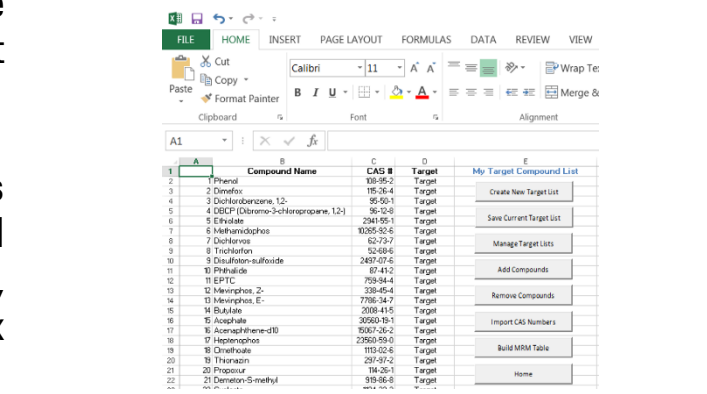 FILE HOME INSERT PAGE LAYOUT FORMULAS DATA REVIEW VIEW
Cut
Copy
Format Painter
Paste
Calibri 11 A A
B I U A
Wrap Te
Merge &
Clipboard Font Alignment
A1 fx
A B C D E
1 Compound Name CAS # Target My Target Compound List
2 1 Phenol 108-95-2 Target
3 2 Dimefox 115-26-4 Target
4 3 Dichlorobenzene, 1,2- 95-50-1 Target
5 4 DBCP (Dibromo-3-chloropropane, 1,2-) 96-12-8 Target
6 5 Ethiolate 2941-55-1 Target
7 6 Methamidophos 10265-92-6 Target
8 7 Dichlorvos 62-73-7 Target
9 8 Trichlorfon 52-68-6 Target
10 9 Disulfoton-sulfoxide 2497-07-6 Target
11 10 Phthalide 87-41-2 Target
12 11 EPTC 759-94-4 Target
13 12 Mevinphos, Z- 338-45-4 Target
14 13 Mevinphos, E- 7786-34-7 Target
15 14 Butylate 2008-41-5 Target
16 15 Acephate 30560-19-1 Target
17 16 Acenaphthene-d10 15067-26-2 Target
18 17 Heptenophos 23560-59-0 Target
19 18 Omethoate 1113-02-6 Target
20 19 Thionazin 297-97-2 Target
21 20 Propoxur 114-26-1 Target
22 21 Demeton-S-methyl 919-86-8 Target
Create New Target List
Save Current Target List
Manage Target Lists
Add Compounds
Remove Compounds
Import CAS Numbers
Build MRM Table
Home